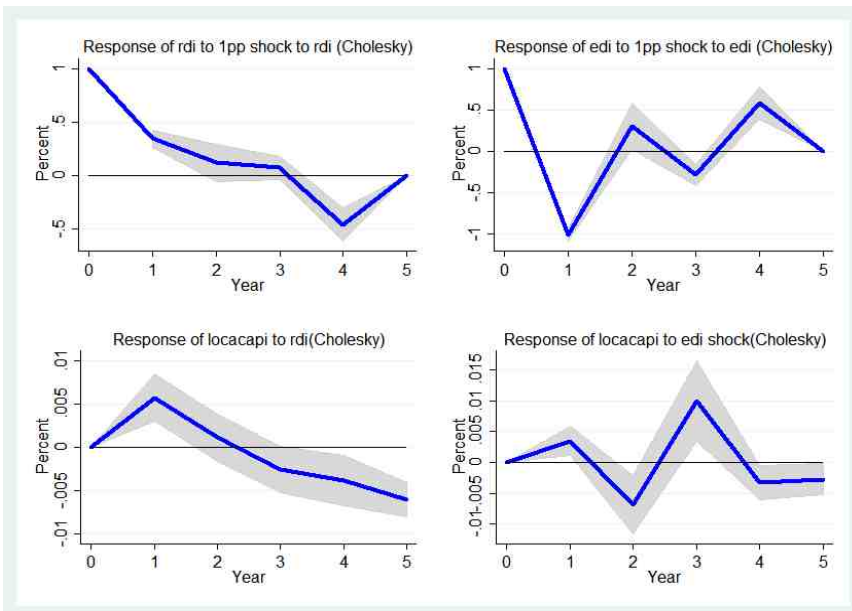 Response of rdi to 1pp shock to rdi (Cholesky)
Percent
1
.5
0
-.5
0 1 2 3 4 5
Year
Response of edi to 1pp shock to edi (Cholesky)
Percent
1
.5
0
-.5
-1
0 1 2 3 4 5
Year
Response of locacapi to rdi(Cholesky)
Percent
.01
.005
0
-.005
-.01
0 1 2 3 4 5
Year
Response of locacapi to edi shock(Cholesky)
Percent
.015
.01
.005
0
-.005
-.01
0 1 2 3 4 5
Year